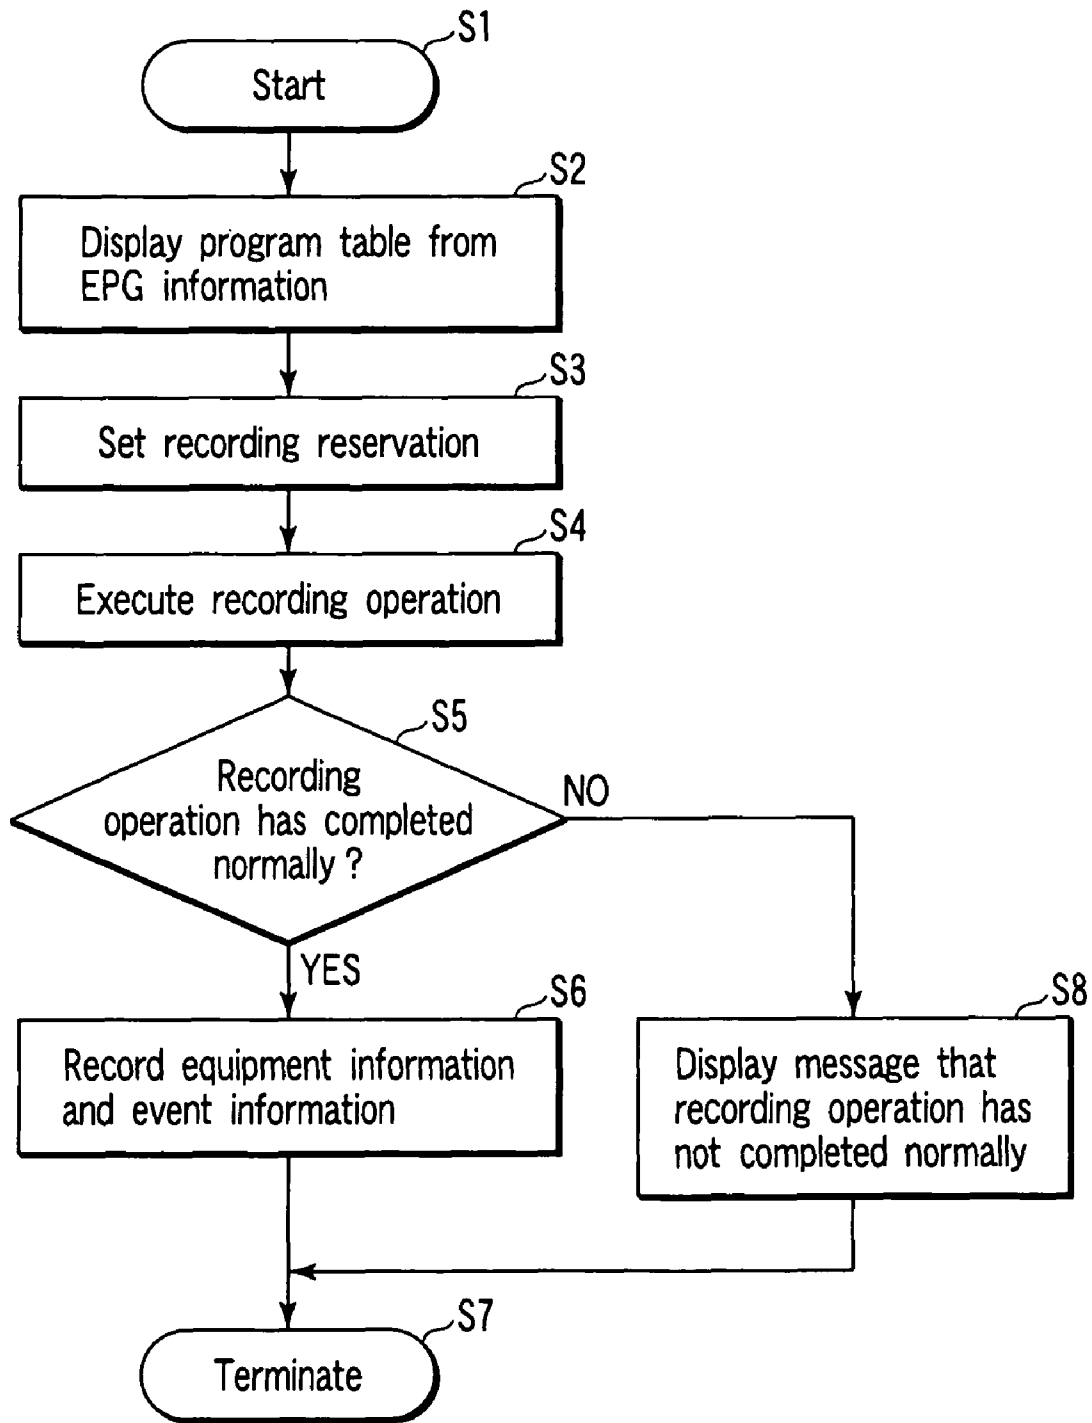 S1
Start
S2
Display program table from
EPG information
S3
Set recording reservation
S4
Execute recording operation
S5
Recording
operation has completed
normally ?
NO
YES
S6
Record equipment information
and event information
S8
Display message that
recording operation has
not completed normally
S7
Terminate